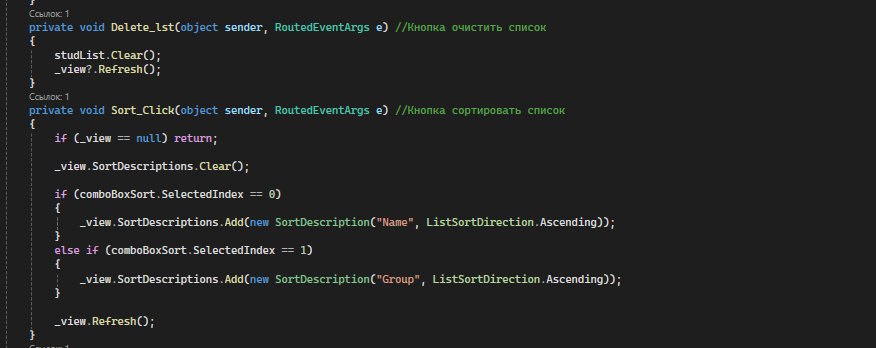 }
Ссылок: 1
private void Delete_lst(object sender, RoutedEventArgs e) //Кнопка очистить список
{
studList.Clear();
_view?.Refresh();
}
Ссылок: 1
private void Sort_Click(object sender, RoutedEventArgs e) //Кнопка сортировать список
{
if (_view == null) return;
_view.SortDescriptions.Clear();
if (comboBoxSort.SelectedIndex == 0)
{
_view.SortDescriptions.Add(new SortDescription("Name", ListSortDirection.Ascending));
}
else if (comboBoxSort.SelectedIndex == 1)
{
_view.SortDescriptions.Add(new SortDescription("Group", ListSortDirection.Ascending));
}
_view.Refresh();
}
Ссылок: 1